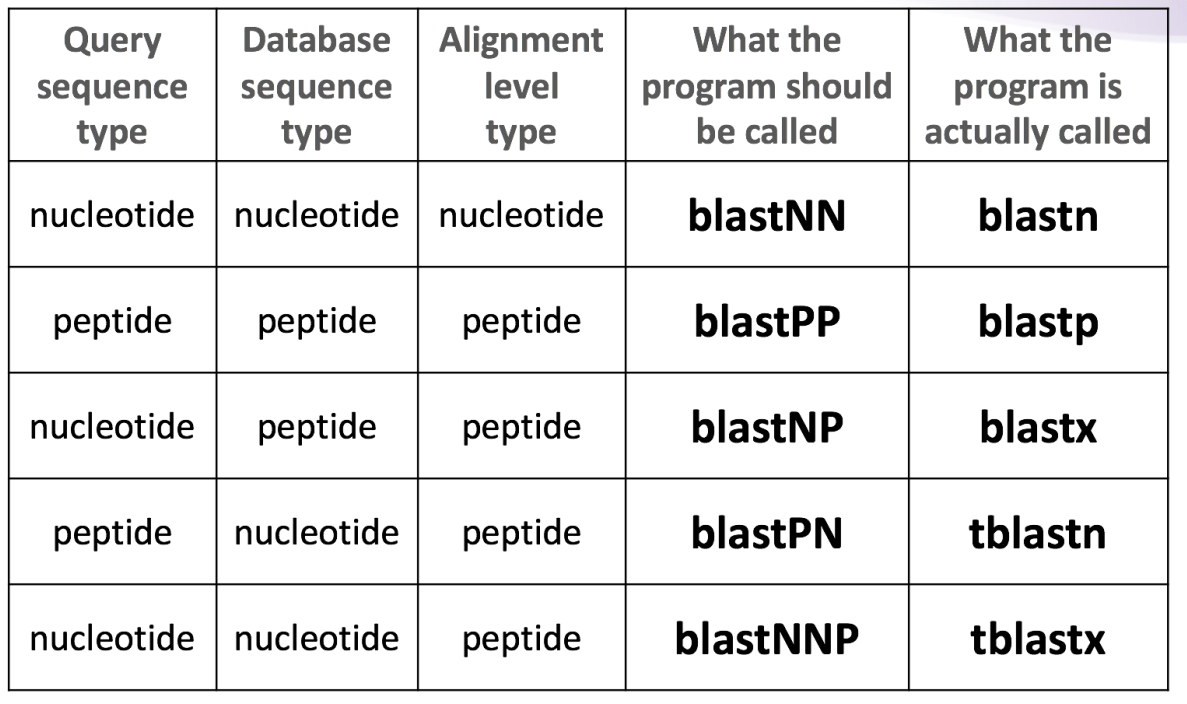 Query sequence type
Database sequence type
Alignment level type
What the program should be called
What the program is actually called
nucleotide nucleotide nucleotide blastNN blastn
peptide peptide peptide blastPP blastp
nucleotide peptide peptide blastNP blastx
peptide nucleotide peptide blastPN tblastn
nucleotide nucleotide peptide blastNNP tblastx